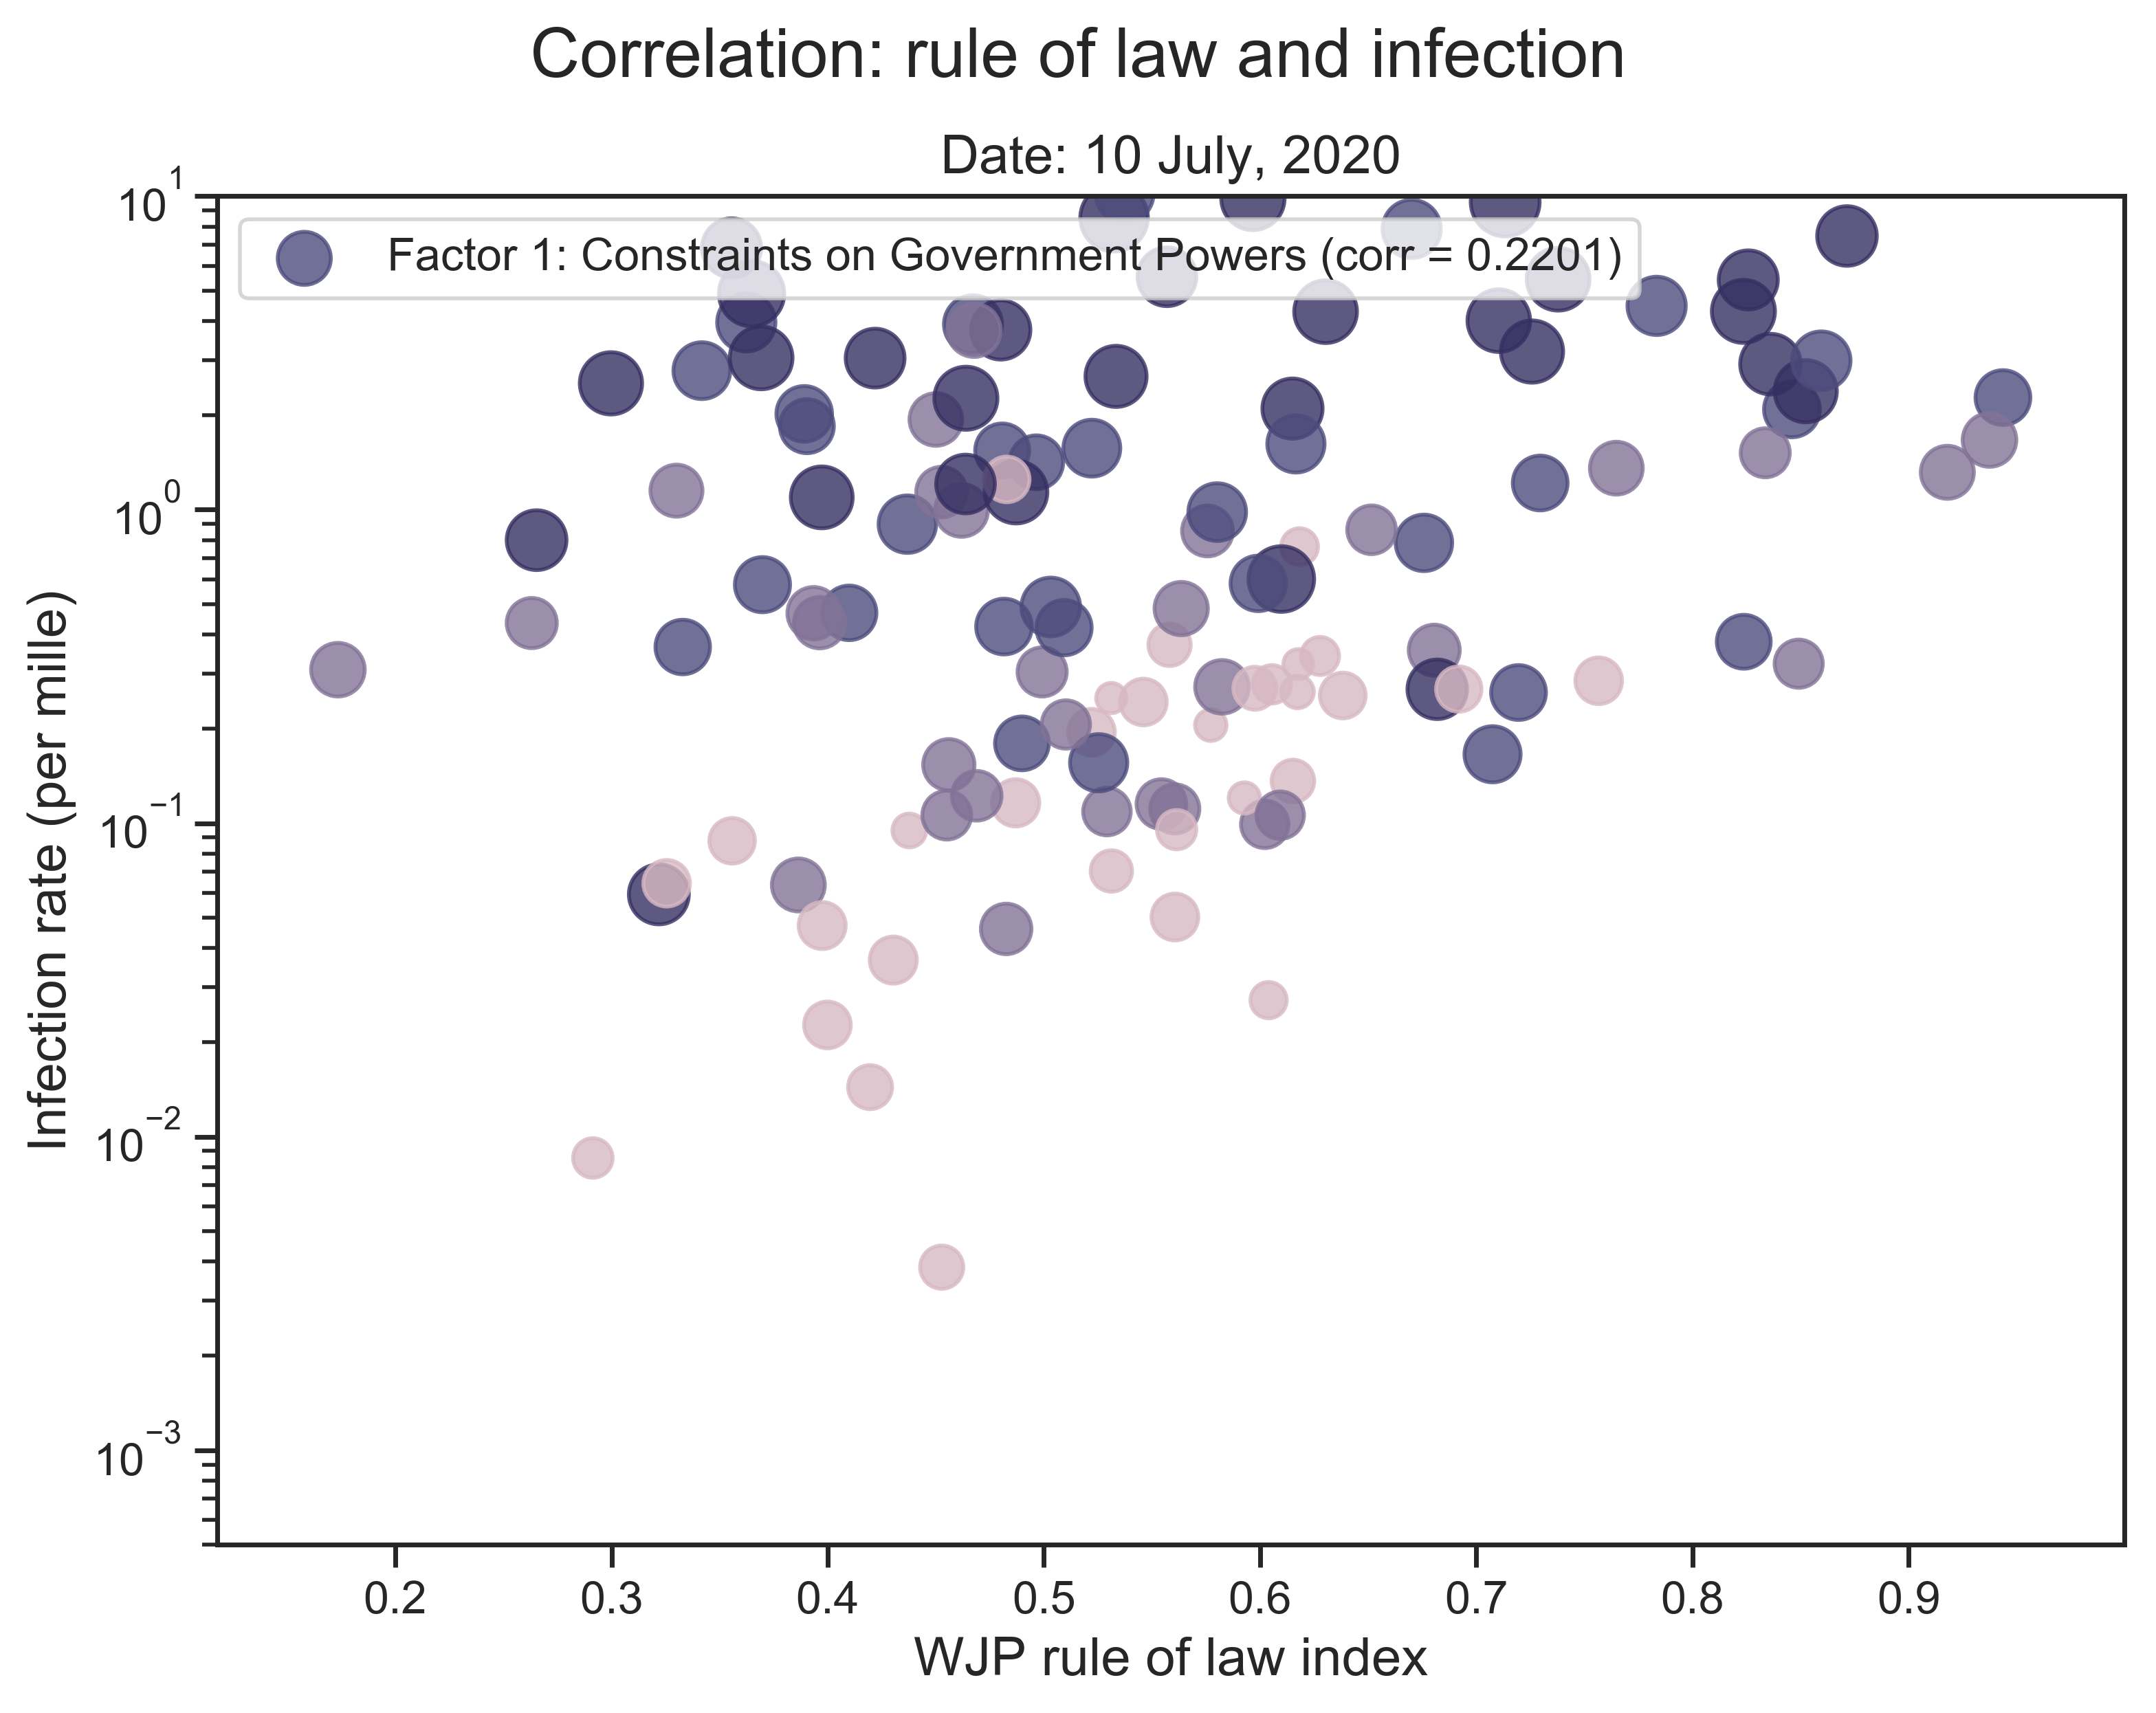 Correlation: rule of law and infection
Date: 10 July, 2020
Factor 1: Constraints on Government Powers (corr = 0.2201)
Infection rate (per mille)
10^1
10^0
10^−1
10^−2
10^−3
0.2 0.3 0.4 0.5 0.6 0.7 0.8 0.9
WJP rule of law index